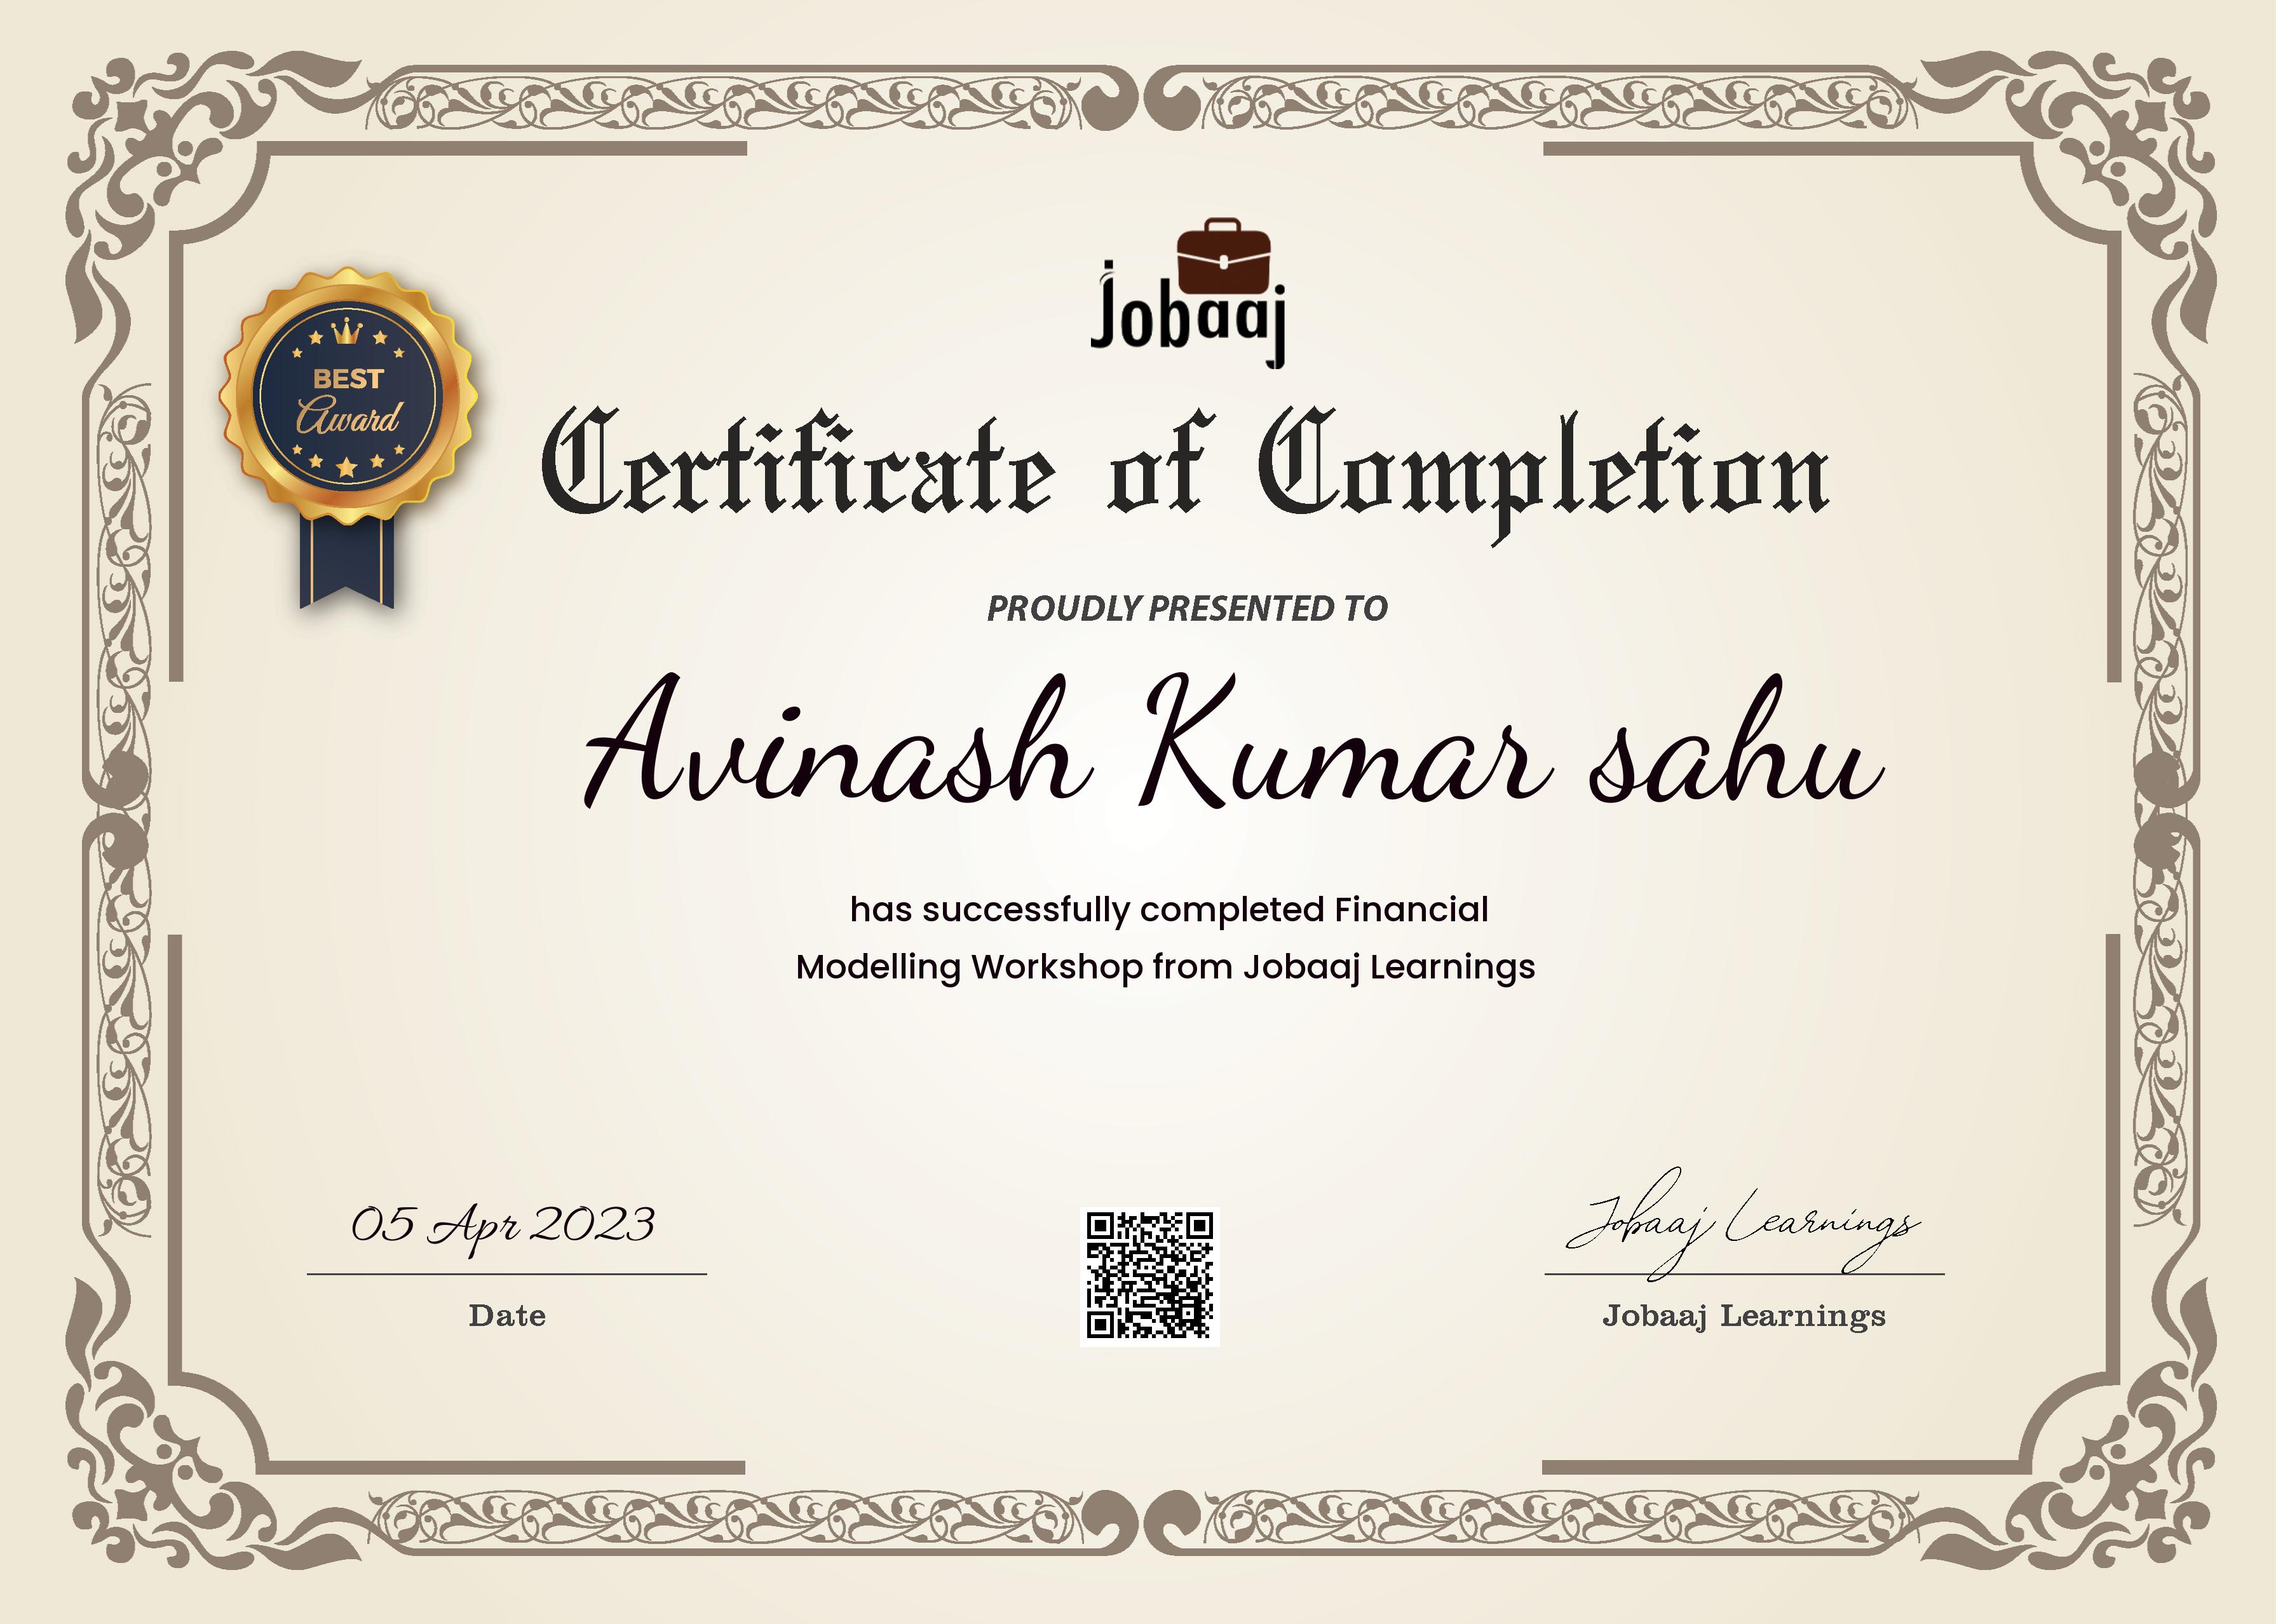 jobaaj
BEST
Award
Certificate of Completion
PROUDLY PRESENTED TO
Avinash Kumar sahu
has successfully completed Financial
Modelling Workshop from Jobaaj Learnings
05 Apr 2023
Date
Jobaaj Learnings
Jobaaj Learnings